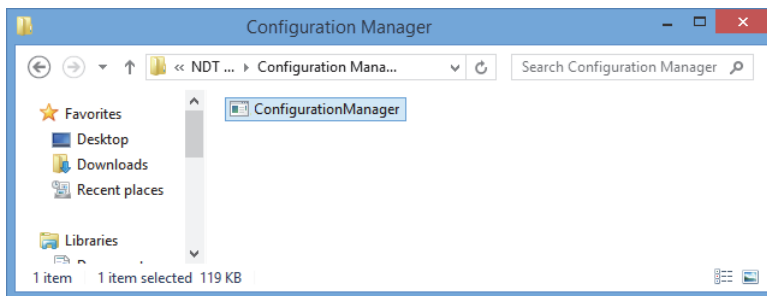 Configuration Manager
« NDT ... Configuration Mana... Search Configuration Manager
Favorites
ConfigurationManager
Desktop
Downloads
Recent places
Libraries
1 item 1 item selected 119 KB